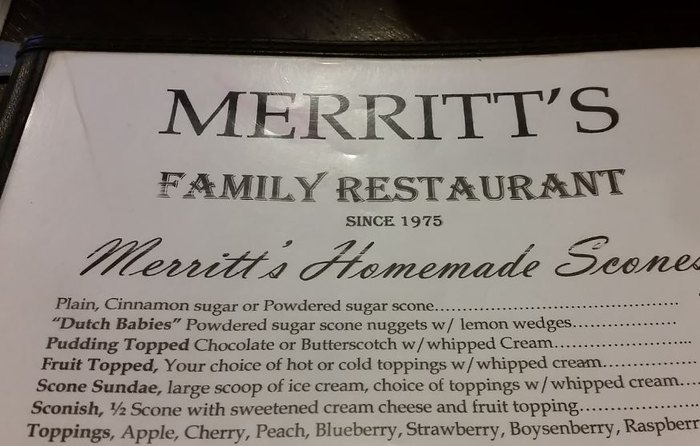 MERRITT'S
FAMILY RESTAURANT
SINCE 1975
Merritt's Homemade Scones
Plain, Cinnamon sugar or Powdered sugar scone......................................................
"Dutch Babies" Powdered sugar scone nuggets w/ lemon wedges.......................
Pudding Topped Chocolate or Butterscotch w/whipped Cream..............................
Fruit Topped, Your choice of hot or cold toppings w/whipped cream...................
Scone Sundae, large scoop of ice cream, choice of toppings w/whipped cream....
Sconish, ½ Scone with sweetened cream cheese and fruit topping........................
Toppings, Apple, Cherry, Peach, Blueberry, Strawberry, Boysenberry, Raspberr